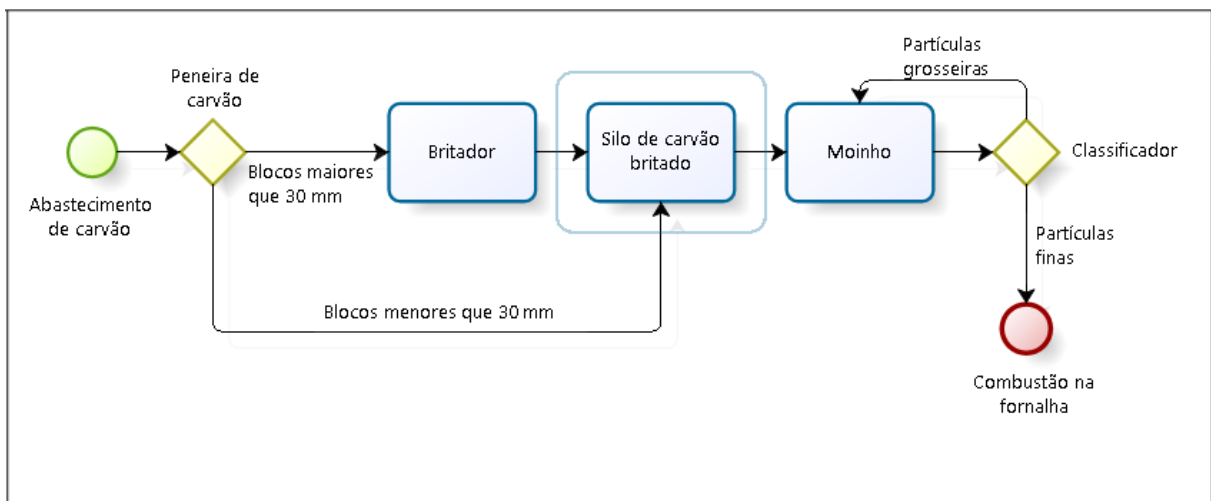 Abastecimento
de carvão
Peneira de
carvão
Blocos maiores
que 30 mm
Britador
Silo de carvão
britado
Moinho
Partículas
grosseiras
Classificador
Partículas
finas
Blocos menores que 30 mm
Combustão na
fornalha